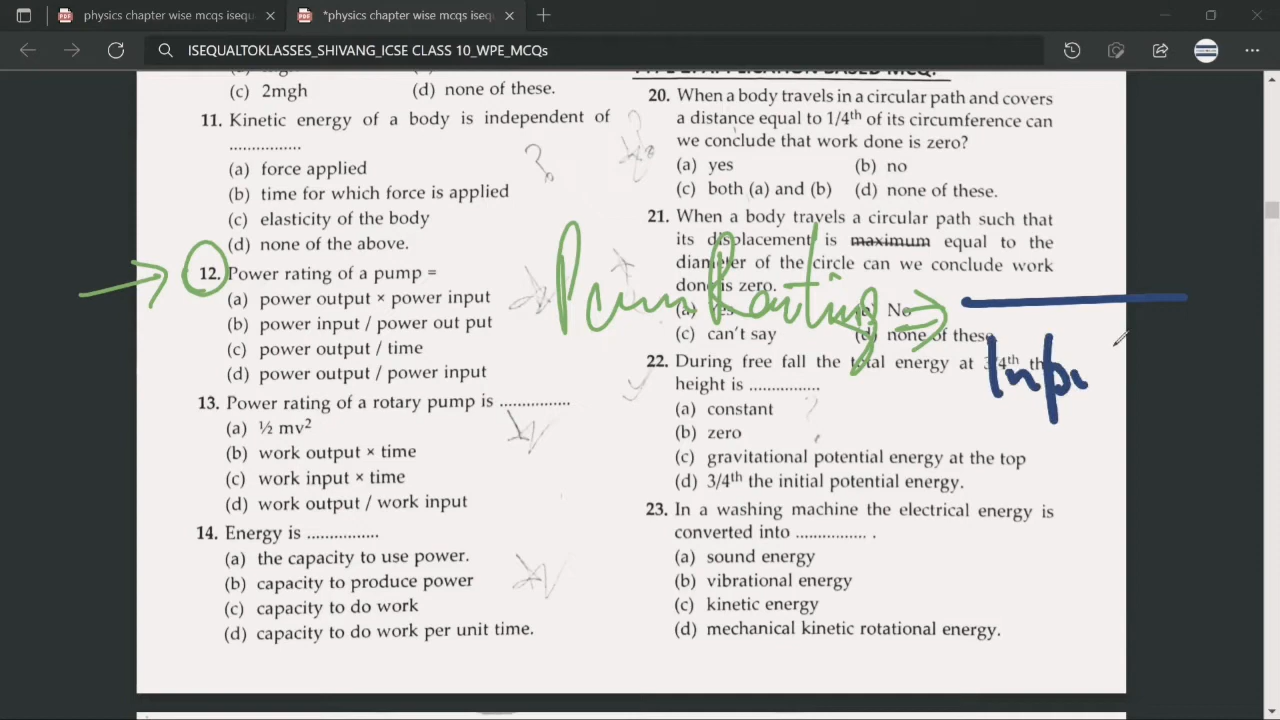 physics chapter wise mcqs isequ
*physics chapter wise mcqs isequ
ISEQUALTOKLASSES_SHIVANG_ICSE CLASS 10_WPE_MCQs
(c) 2mgh (d) none of these.
11. Kinetic energy of a body is independent of
................
(a) force applied
(b) time for which force is applied
(c) elasticity of the body
(d) none of the above.
12. Power rating of a pump =
(a) power output × power input
(b) power input / power out put
(c) power output / time
(d) power output / power input
13. Power rating of a rotary pump is ................
(a) ½ mv²
(b) work output × time
(c) work input × time
(d) work output / work input
14. Energy is ................
(a) the capacity to use power.
(b) capacity to produce power
(c) capacity to do work
(d) capacity to do work per unit time.
20. When a body travels in a circular path and covers
a distance equal to 1/4th of its circumference can
we conclude that work done is zero?
(a) yes (b) no
(c) both (a) and (b) (d) none of these.
21. When a body travels a circular path such that
its displacement is maximum equal to the
diameter of the circle can we conclude work
done is zero.
(a) Yes (b) No
(c) can't say (d) none of these
22. During free fall the total energy at 3/4th the
height is ................
(a) constant
(b) zero
(c) gravitational potential energy at the top
(d) 3/4th the initial potential energy.
23. In a washing machine the electrical energy is
converted into ................ .
(a) sound energy
(b) vibrational energy
(c) kinetic energy
(d) mechanical kinetic rotational energy.
Inpu